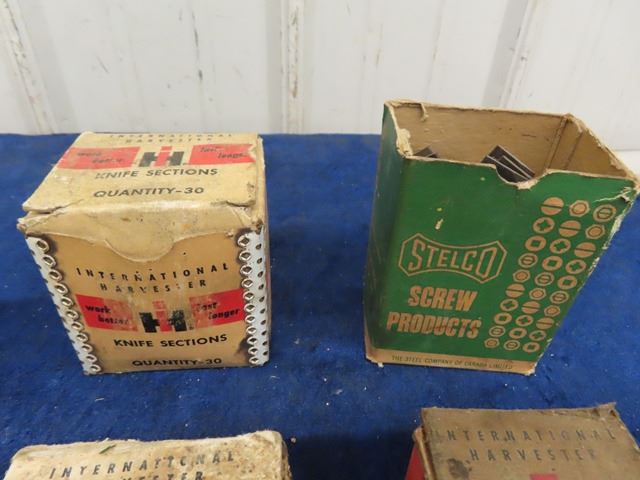 INTERNATIONAL
HARVESTER
work better IH last longer
KNIFE SECTIONS
QUANTITY-30
INTERNATIONAL
HARVESTER
work better IH last longer
KNIFE SECTIONS
QUANTITY-30
STELCO
SCREW
PRODUCTS
THE STEEL COMPANY OF CANADA LIMITED
INTERNATIONAL
HARVESTER
INTERNATIONAL
HARVESTER